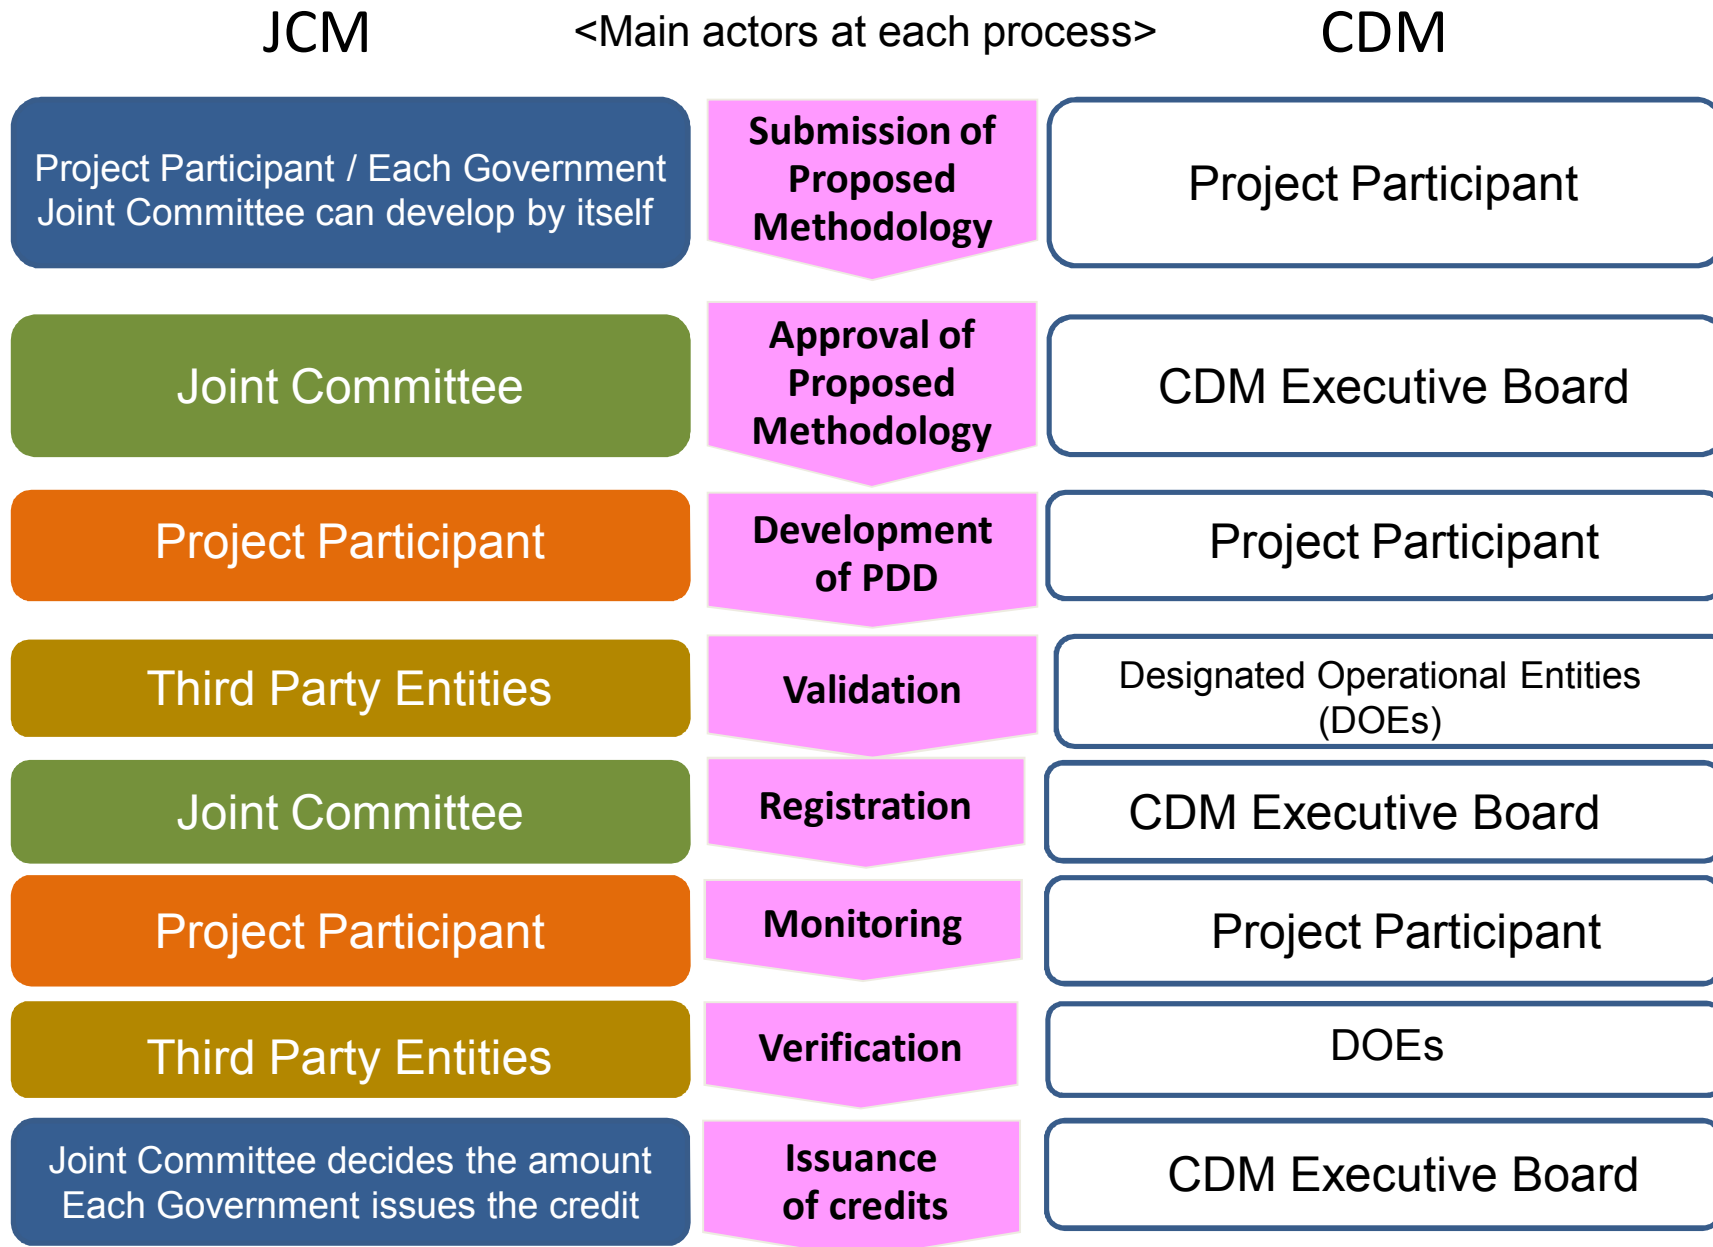 JCM
<Main actors at each process>
CDM
Project Participant / Each Government
Joint Committee can develop by itself
Submission of
Proposed
Methodology
Project Participant
Joint Committee
Approval of
Proposed
Methodology
CDM Executive Board
Project Participant
Development
of PDD
Project Participant
Third Party Entities
Validation
Designated Operational Entities
(DOEs)
Joint Committee
Registration
CDM Executive Board
Project Participant
Monitoring
Project Participant
Third Party Entities
Verification
DOEs
Joint Committee decides the amount
Each Government issues the credit
Issuance
of credits
CDM Executive Board